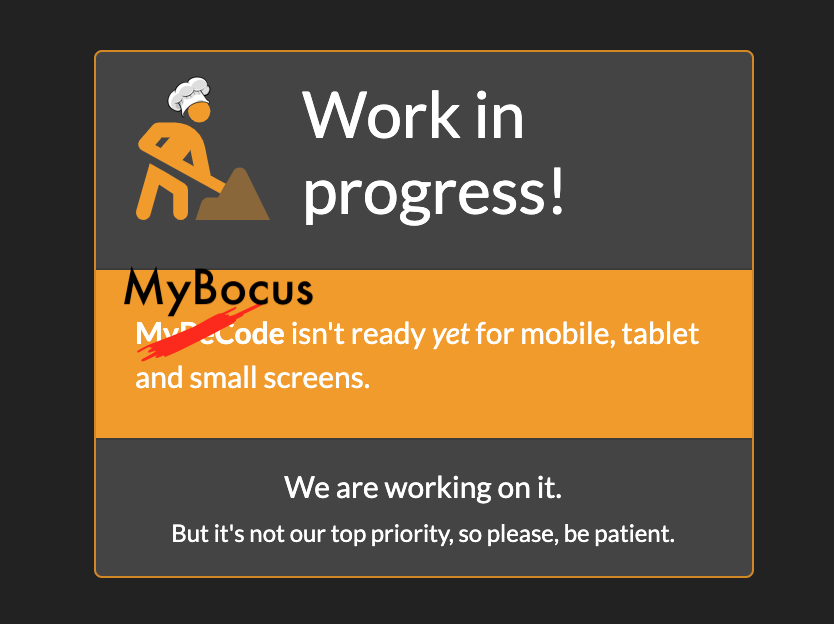 Work in
progress!
MyBocus
MyBeCode isn't ready yet for mobile, tablet
and small screens.
We are working on it.
But it's not our top priority, so please, be patient.